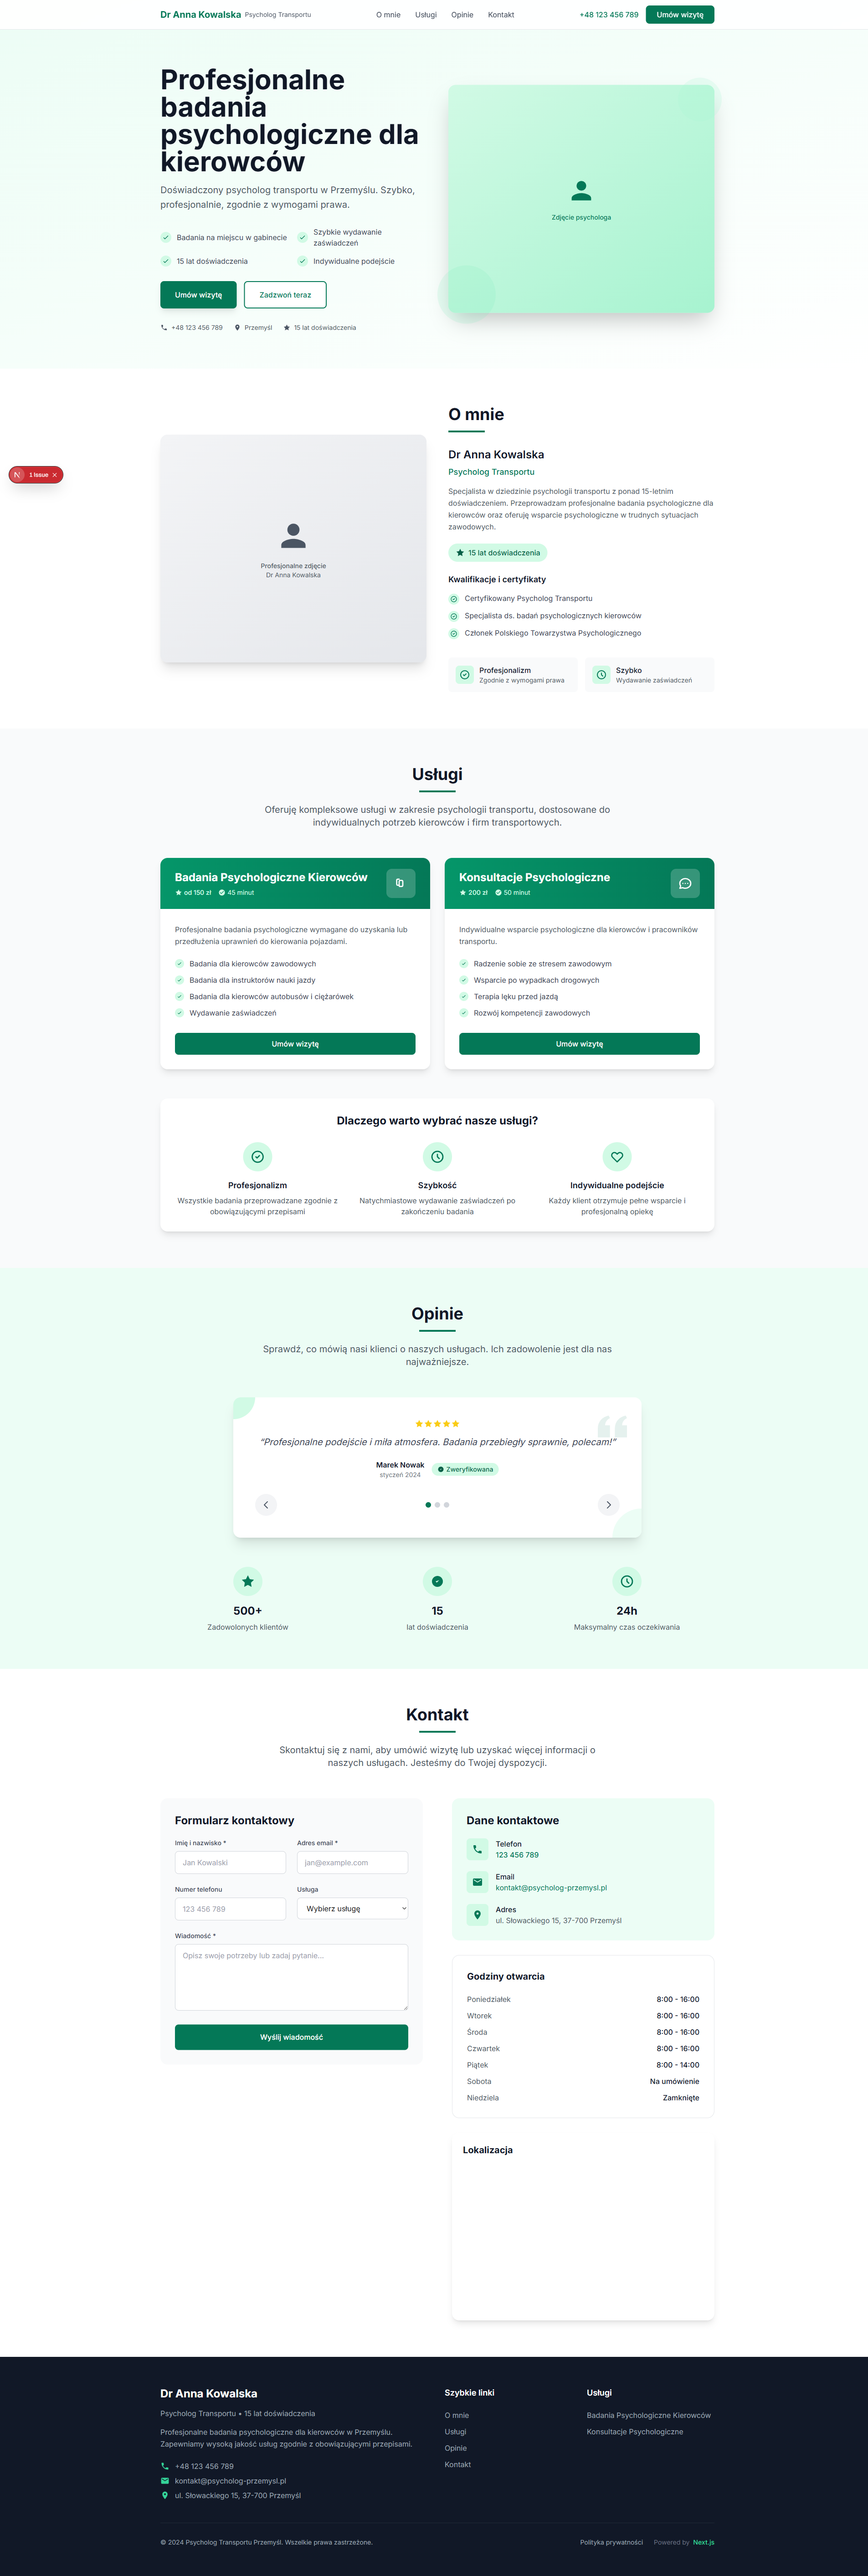 Dr Anna Kowalska Psycholog Transportu
O mnie Usługi Opinie Kontakt
+48 123 456 789 Umów wizytę
Profesjonalne
badania
psychologiczne dla
kierowców
Doświadczony psycholog transportu w Przemyślu. Szybko,
profesjonalnie, zgodnie z wymogami prawa.
Badania na miejscu w gabinecie
Szybkie wydawanie
zaświadczeń
15 lat doświadczenia
Indywidualne podejście
Umów wizytę Zadzwoń teraz
+48 123 456 789 Przemyśl 15 lat doświadczenia
Zdjęcie psychologa
N 1 Issue
Profesjonalne zdjęcie
Dr Anna Kowalska
O mnie
Dr Anna Kowalska
Psycholog Transportu
Specjalista w dziedzinie psychologii transportu z ponad 15-letnim
doświadczeniem. Przeprowadzam profesjonalne badania psychologiczne dla
kierowców oraz oferuję wsparcie psychologiczne w trudnych sytuacjach
zawodowych.
15 lat doświadczenia
Kwalifikacje i certyfikaty
Certyfikowany Psycholog Transportu
Specjalista ds. badań psychologicznych kierowców
Członek Polskiego Towarzystwa Psychologicznego
Profesjonalizm
Zgodnie z wymogami prawa
Szybko
Wydawanie zaświadczeń
Usługi
Oferuję kompleksowe usługi w zakresie psychologii transportu, dostosowane do
indywidualnych potrzeb kierowców i firm transportowych.
Badania Psychologiczne Kierowców
od 150 zł 45 minut
Profesjonalne badania psychologiczne wymagane do uzyskania lub
przedłużenia uprawnień do kierowania pojazdami.
Badania dla kierowców zawodowych
Badania dla instruktorów nauki jazdy
Badania dla kierowców autobusów i ciężarówek
Wydawanie zaświadczeń
Umów wizytę
Konsultacje Psychologiczne
200 zł 50 minut
Indywidualne wsparcie psychologiczne dla kierowców i pracowników
transportu.
Radzenie sobie ze stresem zawodowym
Wsparcie po wypadkach drogowych
Terapia lęku przed jazdą
Rozwój kompetencji zawodowych
Umów wizytę
Dlaczego warto wybrać nasze usługi?
Profesjonalizm
Wszystkie badania przeprowadzane zgodnie z
obowiązującymi przepisami
Szybkość
Natychmiastowe wydawanie zaświadczeń po
zakończeniu badania
Indywidualne podejście
Każdy klient otrzymuje pełne wsparcie i
profesjonalną opiekę
Opinie
Sprawdź, co mówią nasi klienci o naszych usługach. Ich zadowolenie jest dla nas
najważniejsze.
"Profesjonalne podejście i miła atmosfera. Badania przebiegły sprawnie, polecam!"
Marek Nowak
styczeń 2024
Zweryfikowana
500+
Zadowolonych klientów
15
lat doświadczenia
24h
Maksymalny czas oczekiwania
Kontakt
Skontaktuj się z nami, aby umówić wizytę lub uzyskać więcej informacji o
naszych usługach. Jesteśmy do Twojej dyspozycji.
Formularz kontaktowy
Imię i nazwisko * Adres email *
Jan Kowalski jan@example.com
Numer telefonu Usługa
123 456 789 Wybierz usługę
Wiadomość *
Opisz swoje potrzeby lub zadaj pytanie...
Wyślij wiadomość
Dane kontaktowe
Telefon
123 456 789
Email
kontakt@psycholog-przemysl.pl
Adres
ul. Słowackiego 15, 37-700 Przemyśl
Godziny otwarcia
Poniedziałek 8:00 - 16:00
Wtorek 8:00 - 16:00
Środa 8:00 - 16:00
Czwartek 8:00 - 16:00
Piątek 8:00 - 14:00
Sobota Na umówienie
Niedziela Zamknięte
Lokalizacja
Dr Anna Kowalska
Psycholog Transportu • 15 lat doświadczenia
Profesjonalne badania psychologiczne dla kierowców w Przemyślu.
Zapewniamy wysoką jakość usług zgodnie z obowiązującymi przepisami.
+48 123 456 789
kontakt@psycholog-przemysl.pl
ul. Słowackiego 15, 37-700 Przemyśl
Szybkie linki
O mnie
Usługi
Opinie
Kontakt
Usługi
Badania Psychologiczne Kierowców
Konsultacje Psychologiczne
© 2024 Psycholog Transportu Przemyśl. Wszelkie prawa zastrzeżone.
Polityka prywatności Powered by Next.js